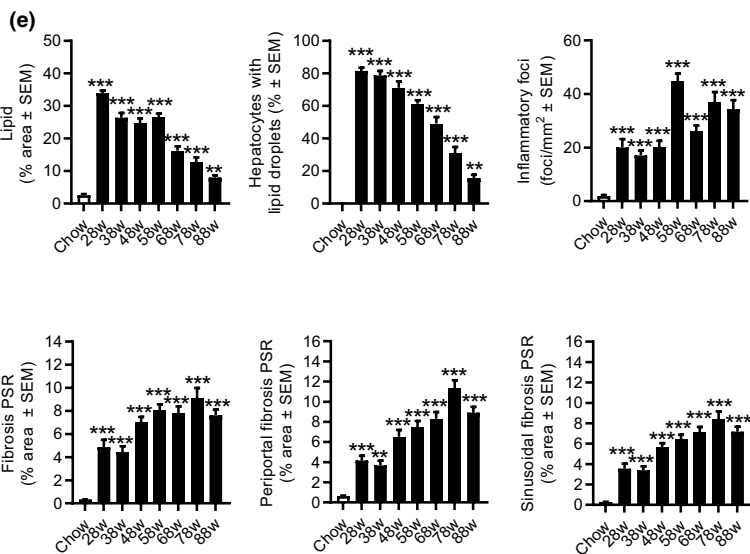 (e)
Lipid
(% area ± SEM)
50
40
30
20
10
0
***
***
***
***
***
***
**
Chow
28w
38w
48w
58w
68w
78w
88w
Hepatocytes with
lipid droplets (% ± SEM)
100
80
60
40
20
0
***
***
***
***
***
***
**
Chow
28w
38w
48w
58w
68w
78w
88w
Inflammatory foci
(foci/mm² ± SEM)
60
40
20
0
***
***
***
***
***
***
***
Chow
28w
38w
48w
58w
68w
78w
88w
Fibrosis PSR
(% area ± SEM)
14
12
10
8
6
4
2
0
***
***
***
***
***
***
***
Chow
28w
38w
48w
58w
68w
78w
88w
Periportal fibrosis PSR
(% area ± SEM)
16
14
12
10
8
6
4
2
0
***
**
***
***
***
***
***
Chow
28w
38w
48w
58w
68w
78w
88w
Sinusoidal fibrosis PSR
(% area ± SEM)
16
14
12
10
8
6
4
2
0
***
***
***
***
***
***
***
Chow
28w
38w
48w
58w
68w
78w
88w